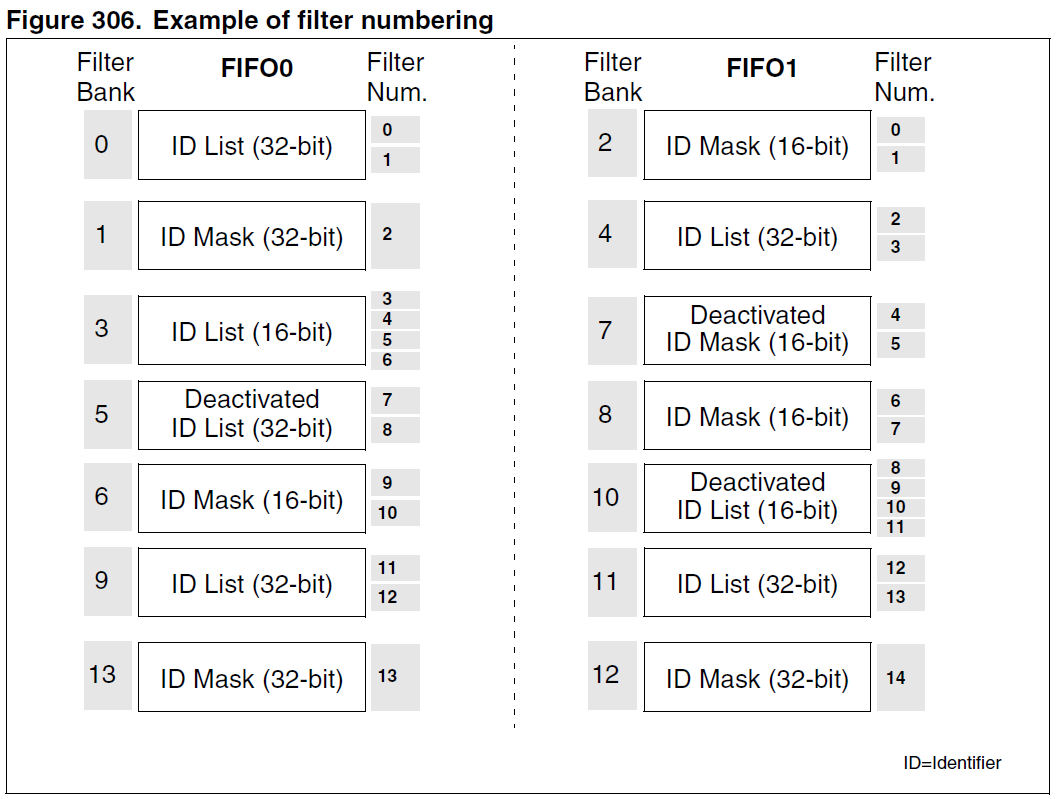 Figure 306. Example of filter numbering
Filter Bank
FIFO0
Filter Num.
0
ID List (32-bit)
0
1
1
ID Mask (32-bit)
2
3
ID List (16-bit)
3
4
5
6
5
Deactivated
ID List (32-bit)
7
8
6
ID Mask (16-bit)
9
10
9
ID List (32-bit)
11
12
13
ID Mask (32-bit)
13
Filter Bank
FIFO1
Filter Num.
2
ID Mask (16-bit)
0
1
4
ID List (32-bit)
2
3
7
Deactivated
ID Mask (16-bit)
4
5
8
ID Mask (16-bit)
6
7
10
Deactivated
ID List (16-bit)
8
9
10
11
11
ID List (32-bit)
12
13
12
ID Mask (32-bit)
14
ID=Identifier